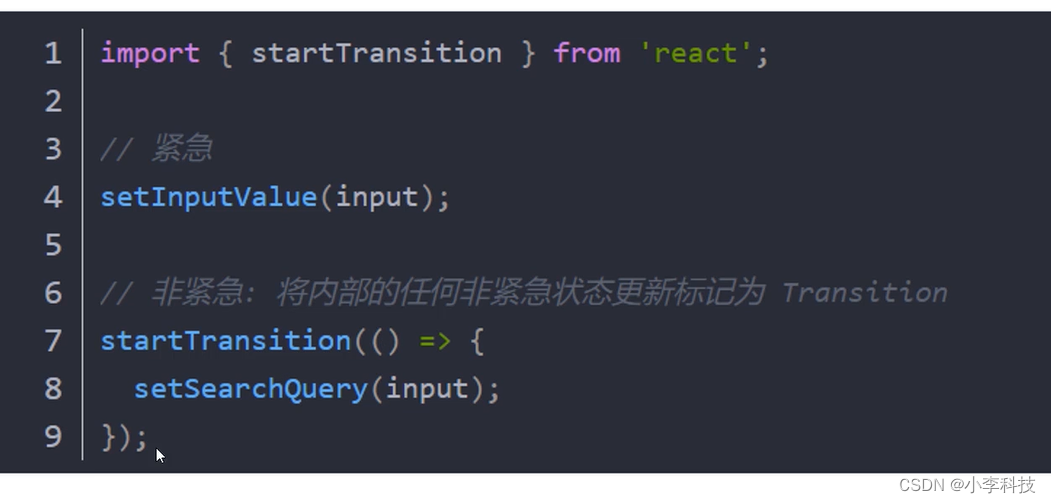 1 import { startTransition } from 'react';
2
3 // 紧急
4 setInputValue(input);
5
6 // 非紧急: 将内部的任何非紧急状态更新标记为 Transition
7 startTransition(() => {
8   setSearchQuery(input);
9 });
CSDN @小李科技